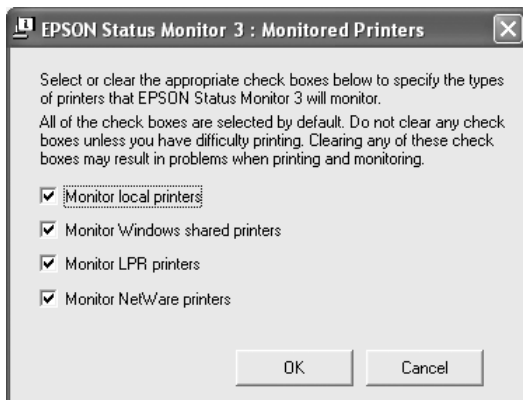 EPSON Status Monitor 3 : Monitored Printers
Select or clear the appropriate check boxes below to specify the types
of printers that EPSON Status Monitor 3 will monitor.
All of the check boxes are selected by default. Do not clear any check
boxes unless you have difficulty printing. Clearing any of these check
boxes may result in problems when printing and monitoring.
Monitor local printers
Monitor Windows shared printers
Monitor LPR printers
Monitor NetWare printers
OK Cancel